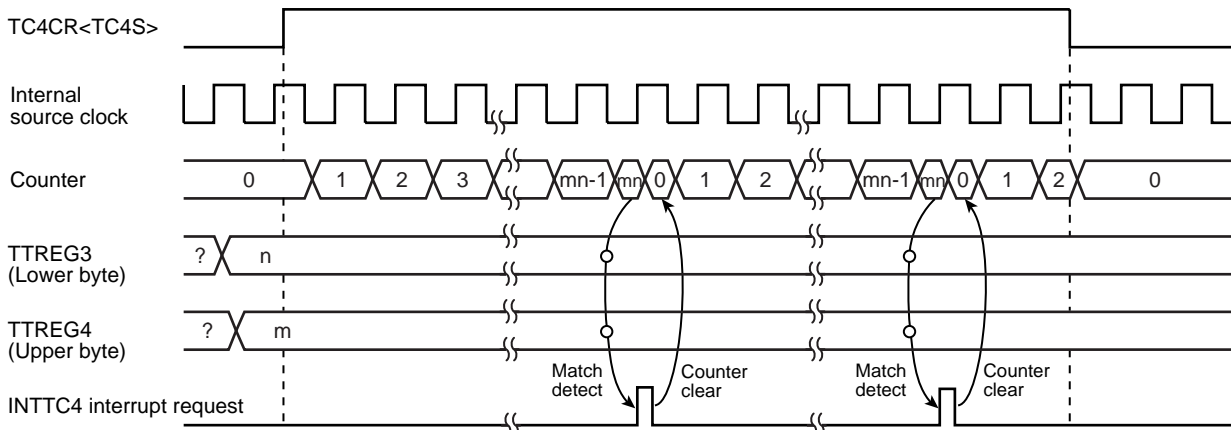 TC4CR<TC4S>
Internal
source clock
Counter
0 1 2 3 mn-1 mn 0 1 2 mn-1 mn 0 1 2 0
TTREG3
(Lower byte)
? n
TTREG4
(Upper byte)
? m
Match
detect
Counter
clear
Match
detect
Counter
clear
INTTC4 interrupt request